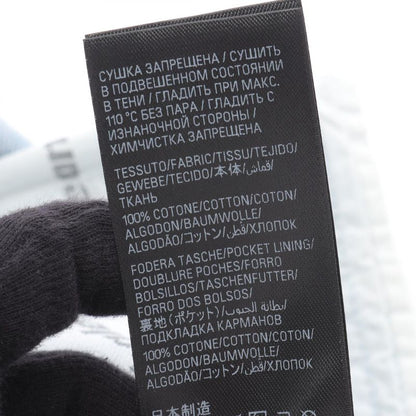 СУШКА ЗАПРЕЩЕНА / СУШИТЬ
В ПОДВЕШЕННОМ СОСТОЯНИИ
В ТЕНИ / ГЛАДИТЬ ПРИ МАКС.
110 °С БЕЗ ПАРА / ГЛАДИТЬ С
ИЗНАНОЧНОЙ СТОРОНЫ /
ХИМЧИСТКА ЗАПРЕЩЕНА
TESSUTO/FABRIC/TISSU/TEJIDO/
GEWEBE/TECIDO/本体/قماش/
ТКАНЬ
100% COTONE/COTTON/COTON/
ALGODON/BAUMWOLLE/
ALGODÃO/コットン/قطن/ХЛОПОК
FODERA TASCHE/POCKET LINING/
DOUBLURE POCHES/FORRO
BOLSILLOS/TASCHENFUTTER/
FORRO DOS BOLSOS/
裏地(ポケット)/بطانة الجيوب/
ПОДКЛАДКА КАРМАНОВ
100% COTONE/COTTON/COTON/
ALGODON/BAUMWOLLE/
ALGODÃO/コットン/قطن/ХЛОПОК
日本制造